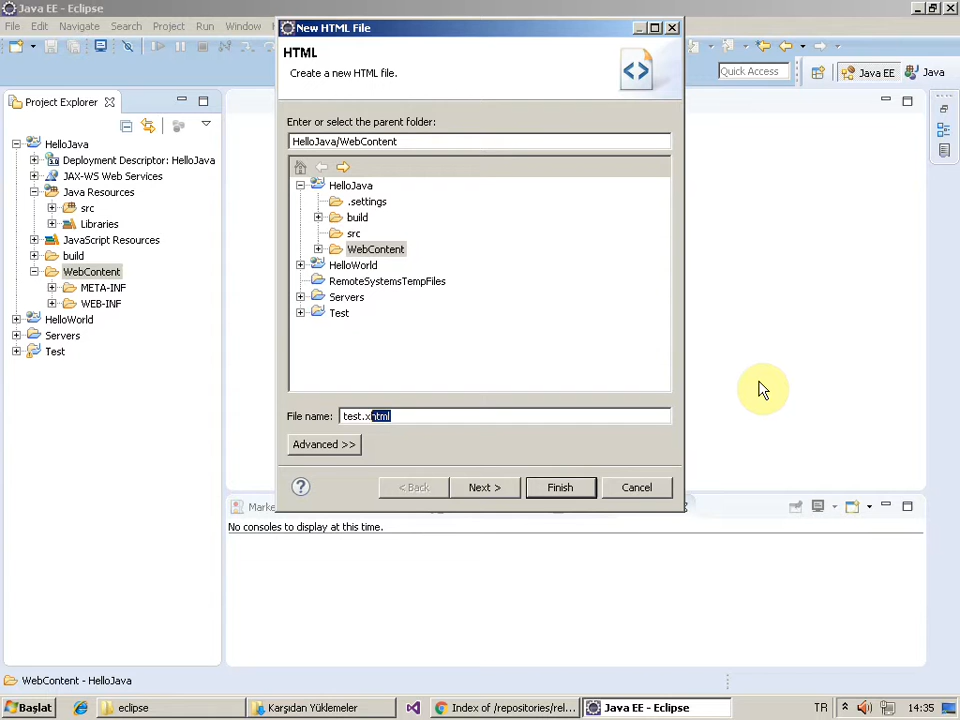 Java EE - Eclipse
File Edit Navigate Search Project Run Window
New HTML File
HTML
Create a new HTML file.
Quick Access
Java EE
Java
Project Explorer
Enter or select the parent folder:
HelloJava/WebContent
HelloJava
Deployment Descriptor: HelloJava
JAX-WS Web Services
Java Resources
src
Libraries
JavaScript Resources
build
WebContent
META-INF
WEB-INF
HelloWorld
Servers
Test
HelloJava
.settings
build
src
WebContent
HelloWorld
RemoteSystemsTempFiles
Servers
Test
File name:
test.xhtml
Advanced >>
< Back
Next >
Finish
Cancel
No consoles to display at this time.
WebContent - HelloJava
Başlat
eclipse
Karşıdan Yüklemeler
Index of /repositories/rel...
Java EE - Eclipse
TR
14:35